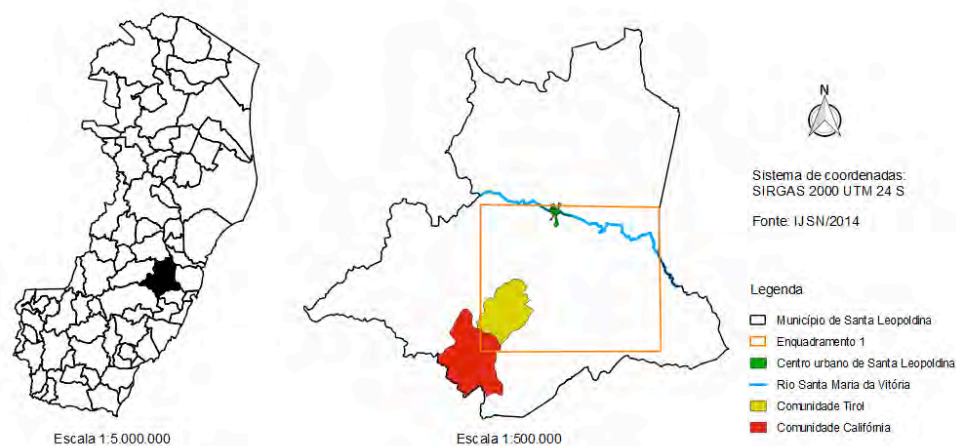 N
Sistema de coordenadas:
SIRGAS 2000 UTM 24 S
Fonte: IJSN/2014
Legenda
Município de Santa Leopoldina
Enquadramento 1
Centro urbano de Santa Leopoldina
Rio Santa Maria da Vitória
Comunidade Tirol
Comunidade Califórnia
Escala 1:5.000.000
Escala 1:500.000